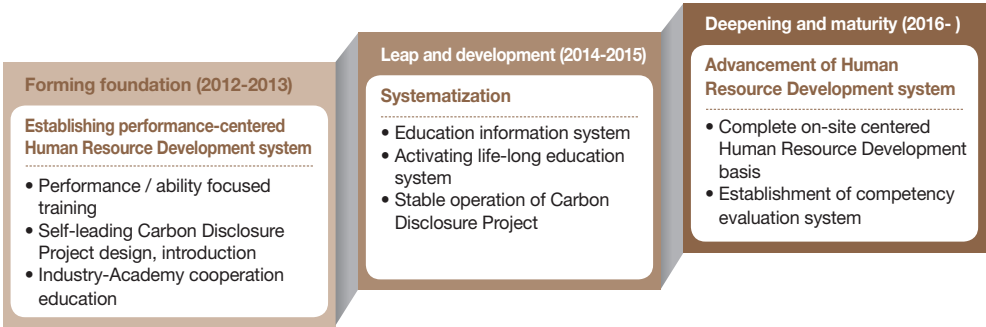 Forming foundation (2012-2013)
Establishing performance-centered
Human Resource Development system
• Performance / ability focused
training
• Self-leading Carbon Disclosure
Project design, introduction
• Industry-Academy cooperation
education
Leap and development (2014-2015)
Systematization
• Education information system
• Activating life-long education
system
• Stable operation of Carbon
Disclosure Project
Deepening and maturity (2016- )
Advancement of Human
Resource Development system
• Complete on-site centered
Human Resource Development
basis
• Establishment of competency
evaluation system